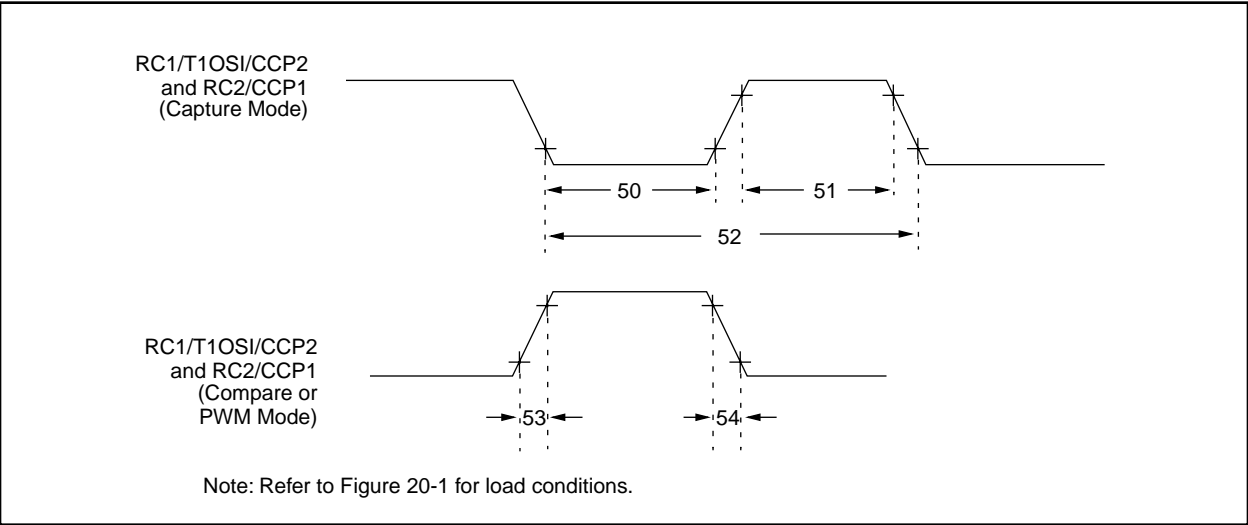 RC1/T1OSI/CCP2
and RC2/CCP1
(Capture Mode)
50
51
52
RC1/T1OSI/CCP2
and RC2/CCP1
(Compare or
PWM Mode)
53
54
Note: Refer to Figure 20-1 for load conditions.